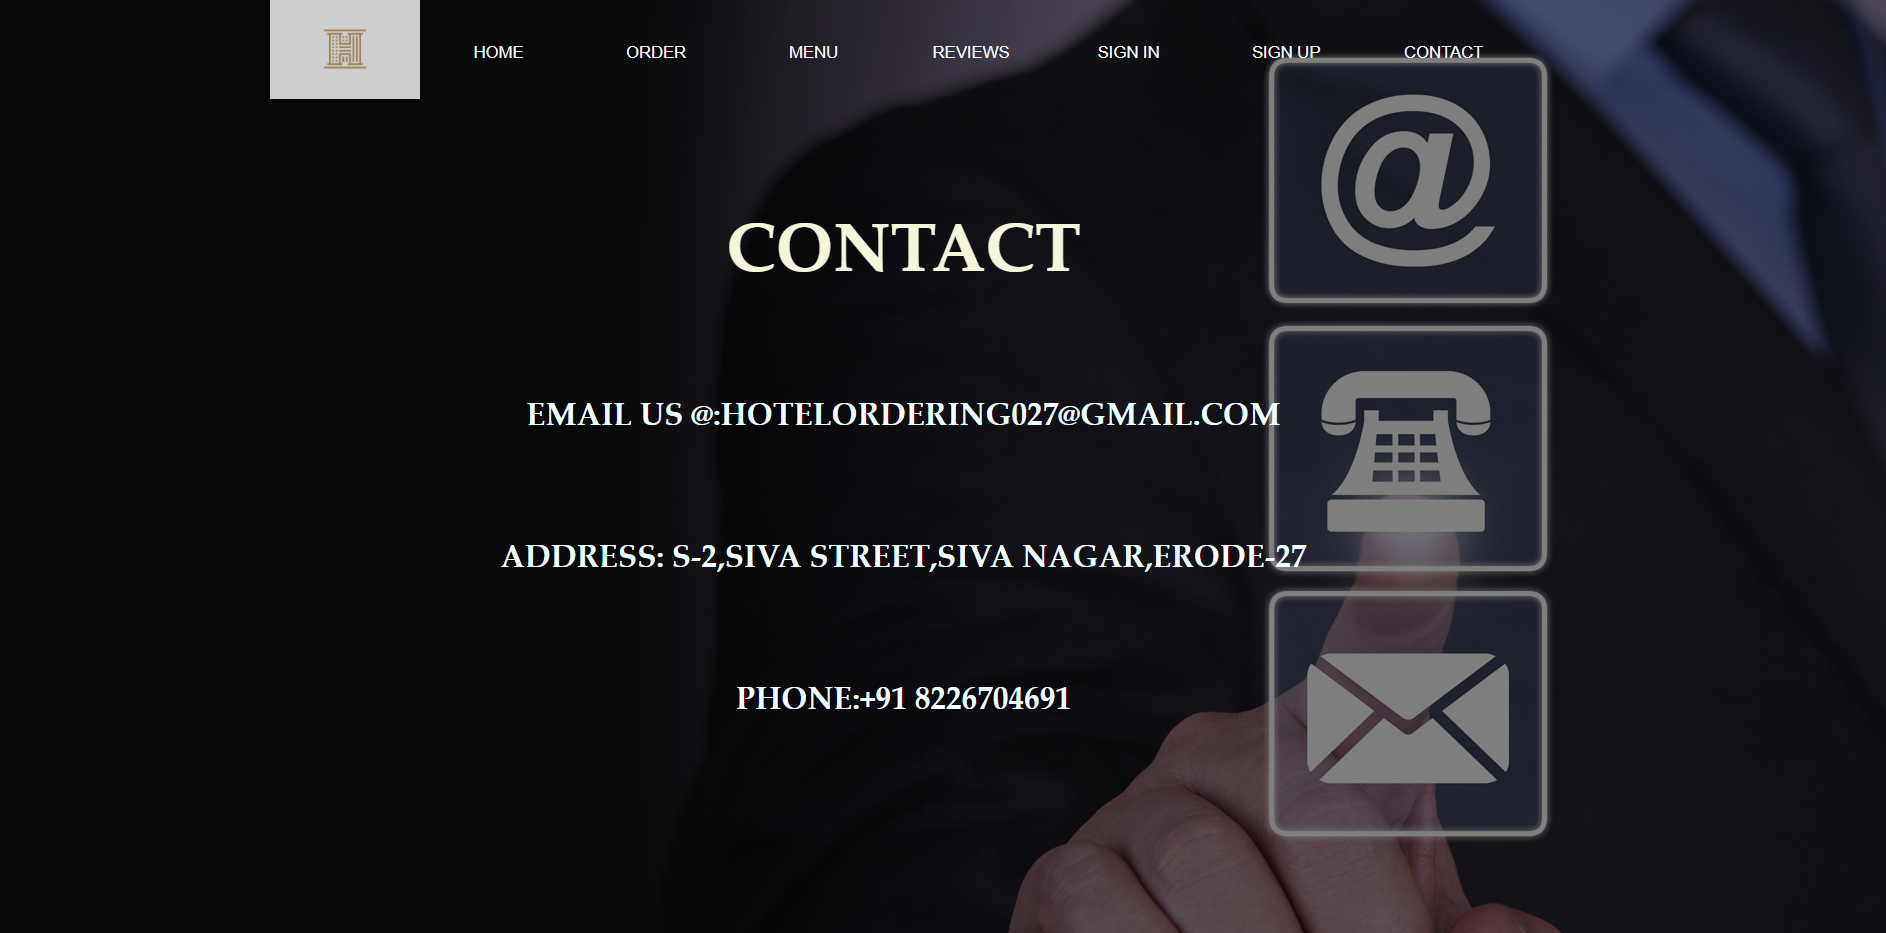 H
HOME ORDER MENU REVIEWS SIGN IN SIGN UP CONTACT
@
CONTACT
EMAIL US @:HOTELORDERING027@GMAIL.COM
ADDRESS: S-2,SIVA STREET,SIVA NAGAR,ERODE-27
PHONE:+91 8226704691